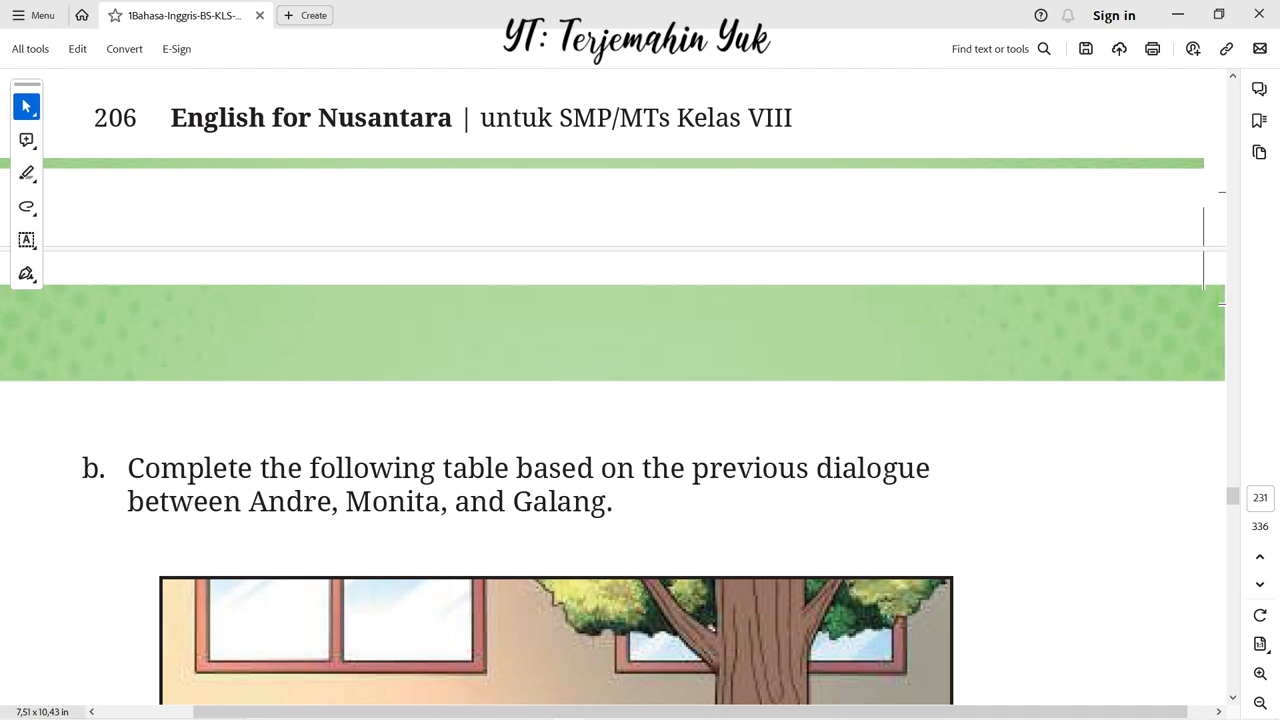 Menu
1Bahasa-Inggris-BS-KLS-...
Create
YT: Terjemahin Yuk
Sign in
All tools
Edit
Convert
E-Sign
Find text or tools
206 English for Nusantara | untuk SMP/MTs Kelas VIII
b. Complete the following table based on the previous dialogue
between Andre, Monita, and Galang.
231
336
7,51 x 10,43 in